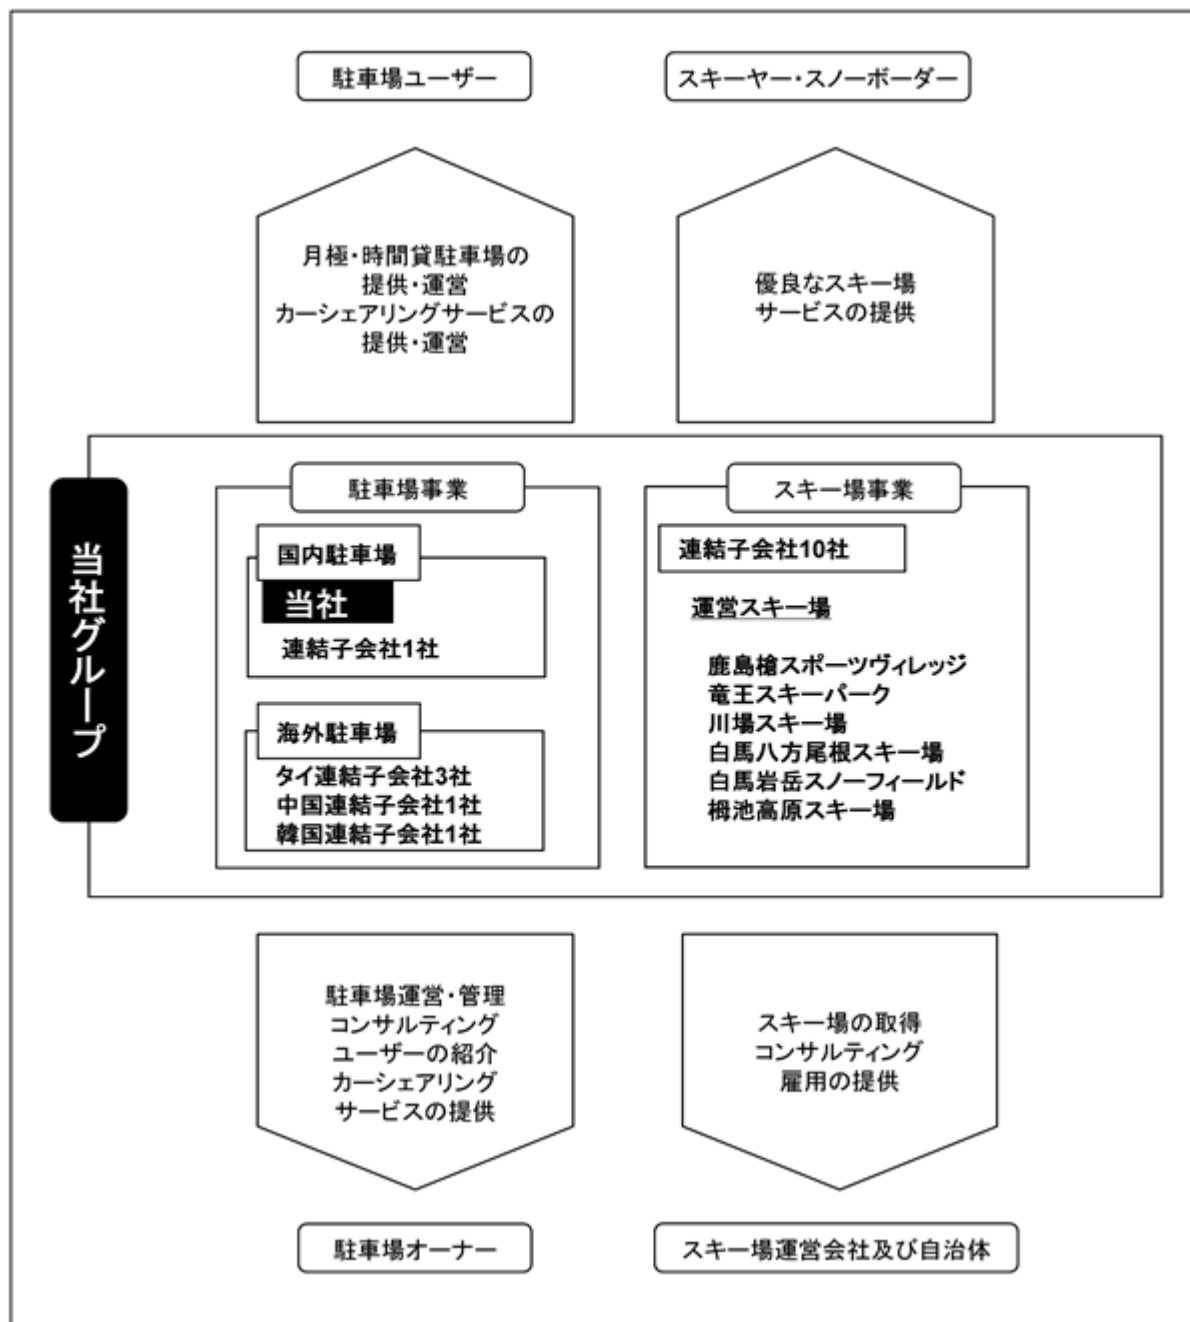 駐車場ユーザー
スキーヤー・スノーボーダー
月極・時間貸駐車場の
提供・運営
カーシェアリングサービスの
提供・運営
優良なスキー場
サービスの提供
当社グループ
駐車場事業
国内駐車場
当社
連結子会社1社
海外駐車場
タイ連結子会社3社
中国連結子会社1社
韓国連結子会社1社
スキー場事業
連結子会社10社
運営スキー場
鹿島槍スポーツヴィレッジ
竜王スキーパーク
川場スキー場
白馬八方尾根スキー場
白馬岩岳スノーフィールド
栂池高原スキー場
駐車場運営・管理
コンサルティング
ユーザーの紹介
カーシェアリング
サービスの提供
スキー場の取得
コンサルティング
雇用の提供
駐車場オーナー
スキー場運営会社及び自治体